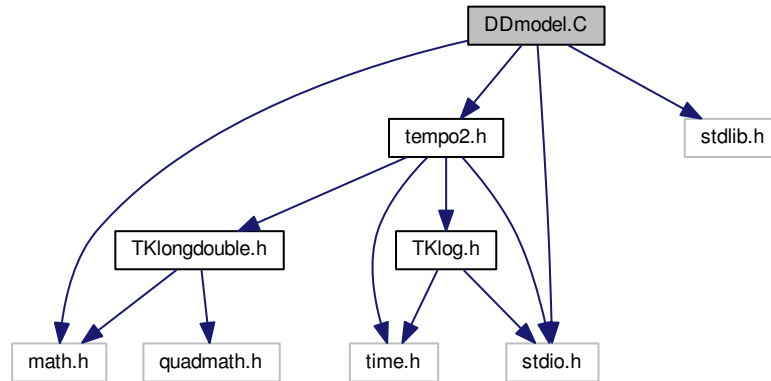 DDmodel.C
tempo2.h
stdlib.h
TKlongdouble.h
TKlog.h
math.h
quadmath.h
time.h
stdio.h